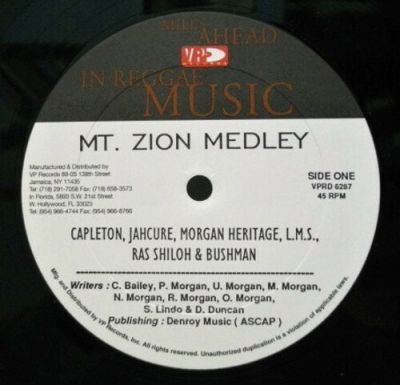 MILES AHEAD
VP
RECORDS
IN REGGAE
MUSIC
MT. ZION MEDLEY
Manufactured & Distributed by
VP Records 89-05 138th Street
Jamaica, NY 11435
Tel: (718) 291-7058 Fax: (718) 658-3573
In Florida, 5893 S.W. 21st Street
W. Hollywood, FL 33023
Tel: (954) 966-4744 Fax: (954) 966-8766
SIDE ONE
VPRD 6287
45 RPM
CAPLETON, JAHCURE, MORGAN HERITAGE, L.M.S.,
RAS SHILOH & BUSHMAN
Writers : C. Bailey, P. Morgan, U. Morgan, M. Morgan,
N. Morgan, R. Morgan, O. Morgan,
S. Lindo & D. Duncan
Publishing : Denroy Music ( ASCAP )
Mfg. and Distributed by VP Records, Inc. All rights reserved. Unauthorized duplication is a violation of applicable laws.